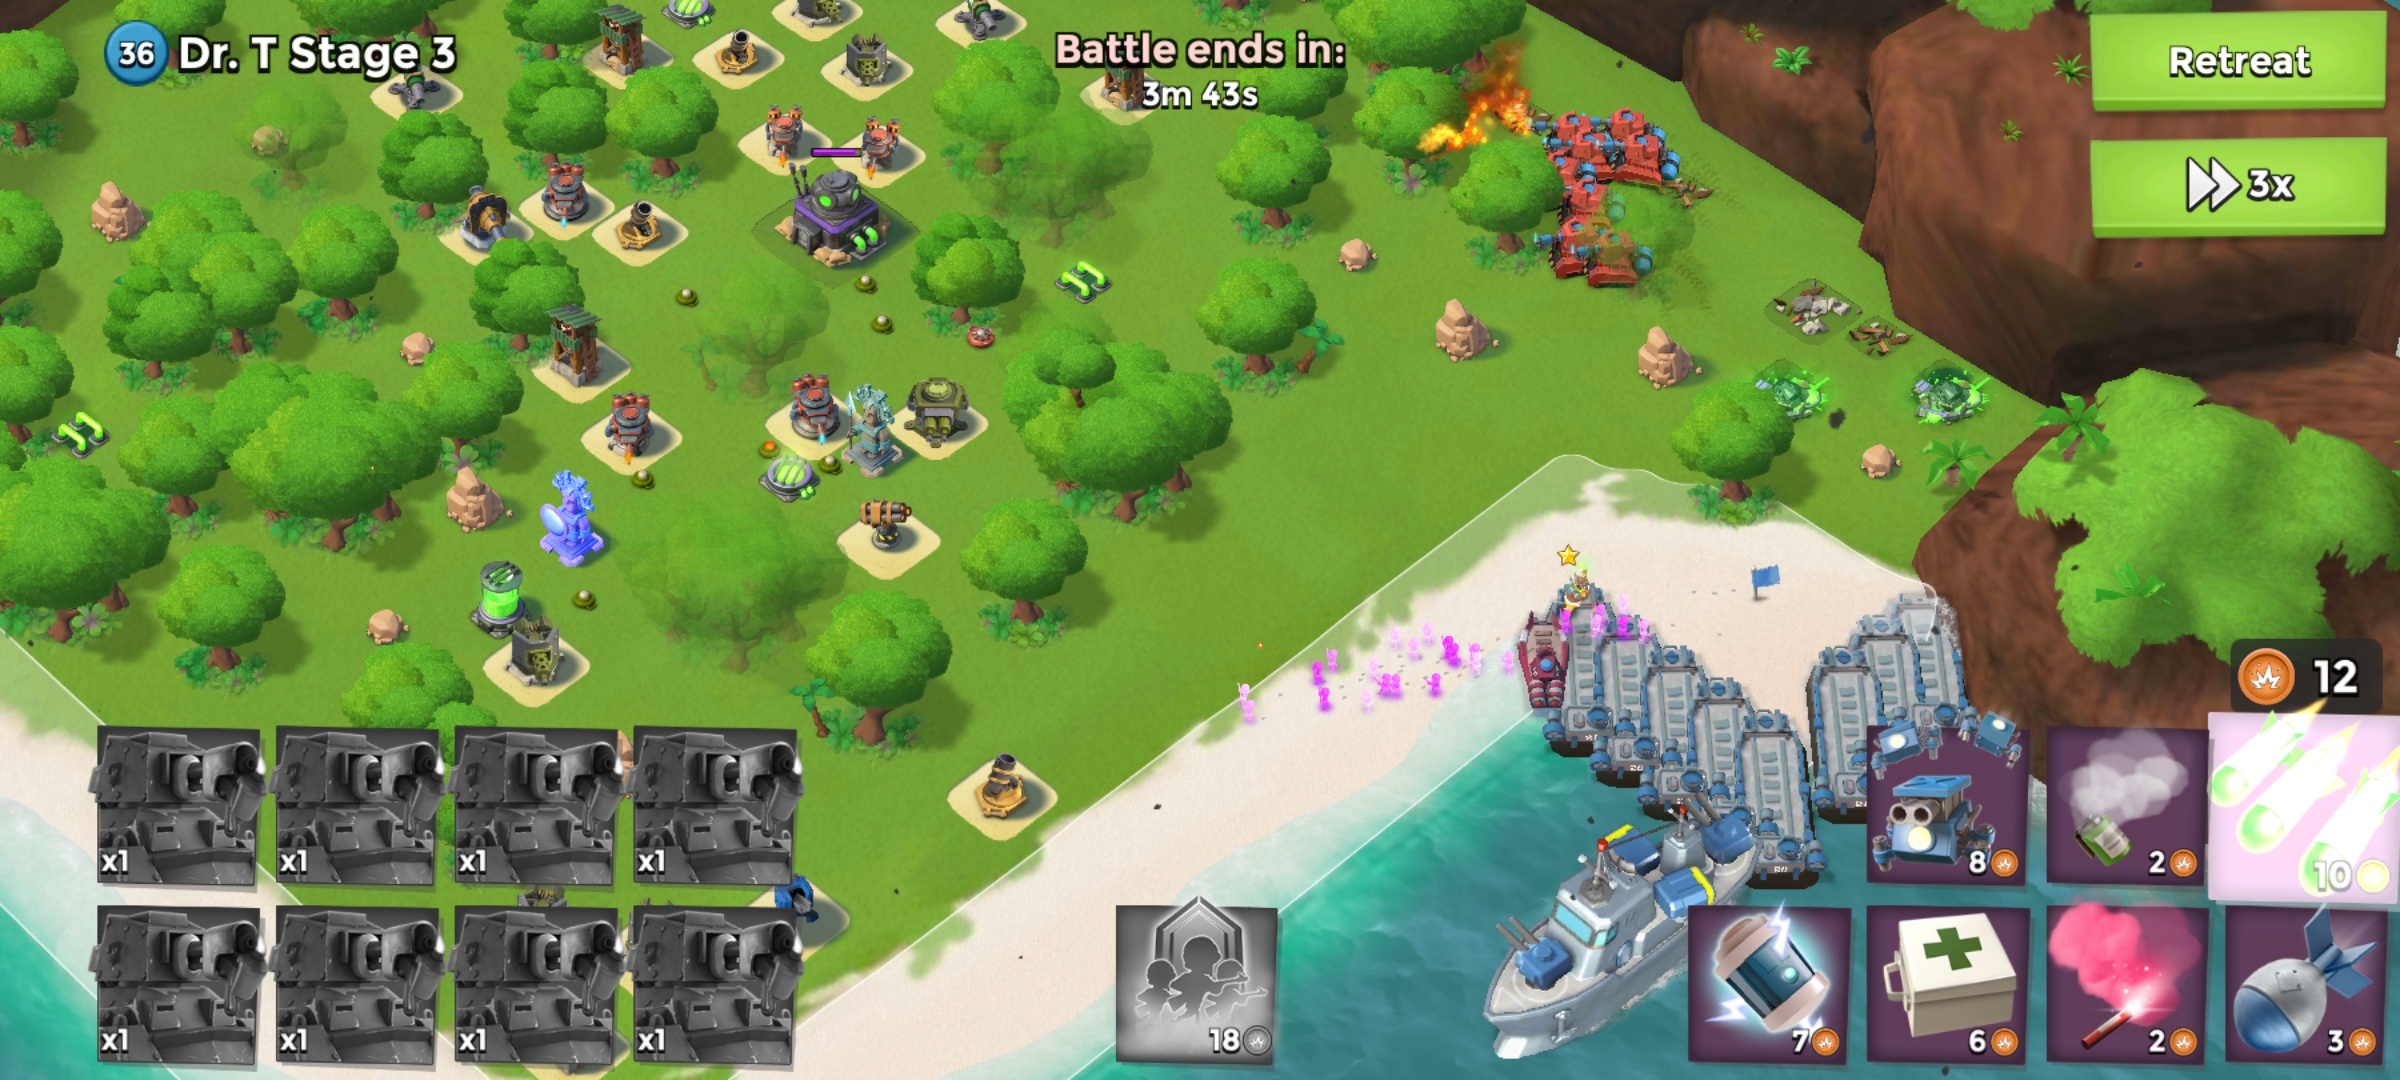 36 Dr. T Stage 3
Battle ends in:
3m 43s
Retreat
3x
12
x1
x1
x1
x1
8
2
10
x1
x1
x1
x1
18
7
6
2
3